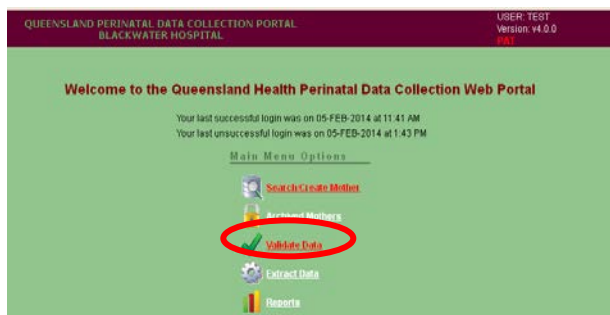 QUEENSLAND PERINATAL DATA COLLECTION PORTAL
BLACKWATER HOSPITAL
USER: TEST
Version: v4.0.0
PAT
Welcome to the Queensland Health Perinatal Data Collection Web Portal
Your last successful login was on 05-FEB-2014 at 11:41 AM
Your last unsuccessful login was on 05-FEB-2014 at 1:43 PM
Main Menu Options
Search/Create Mother
Archived Mothers
Validate Data
Extract Data
Reports